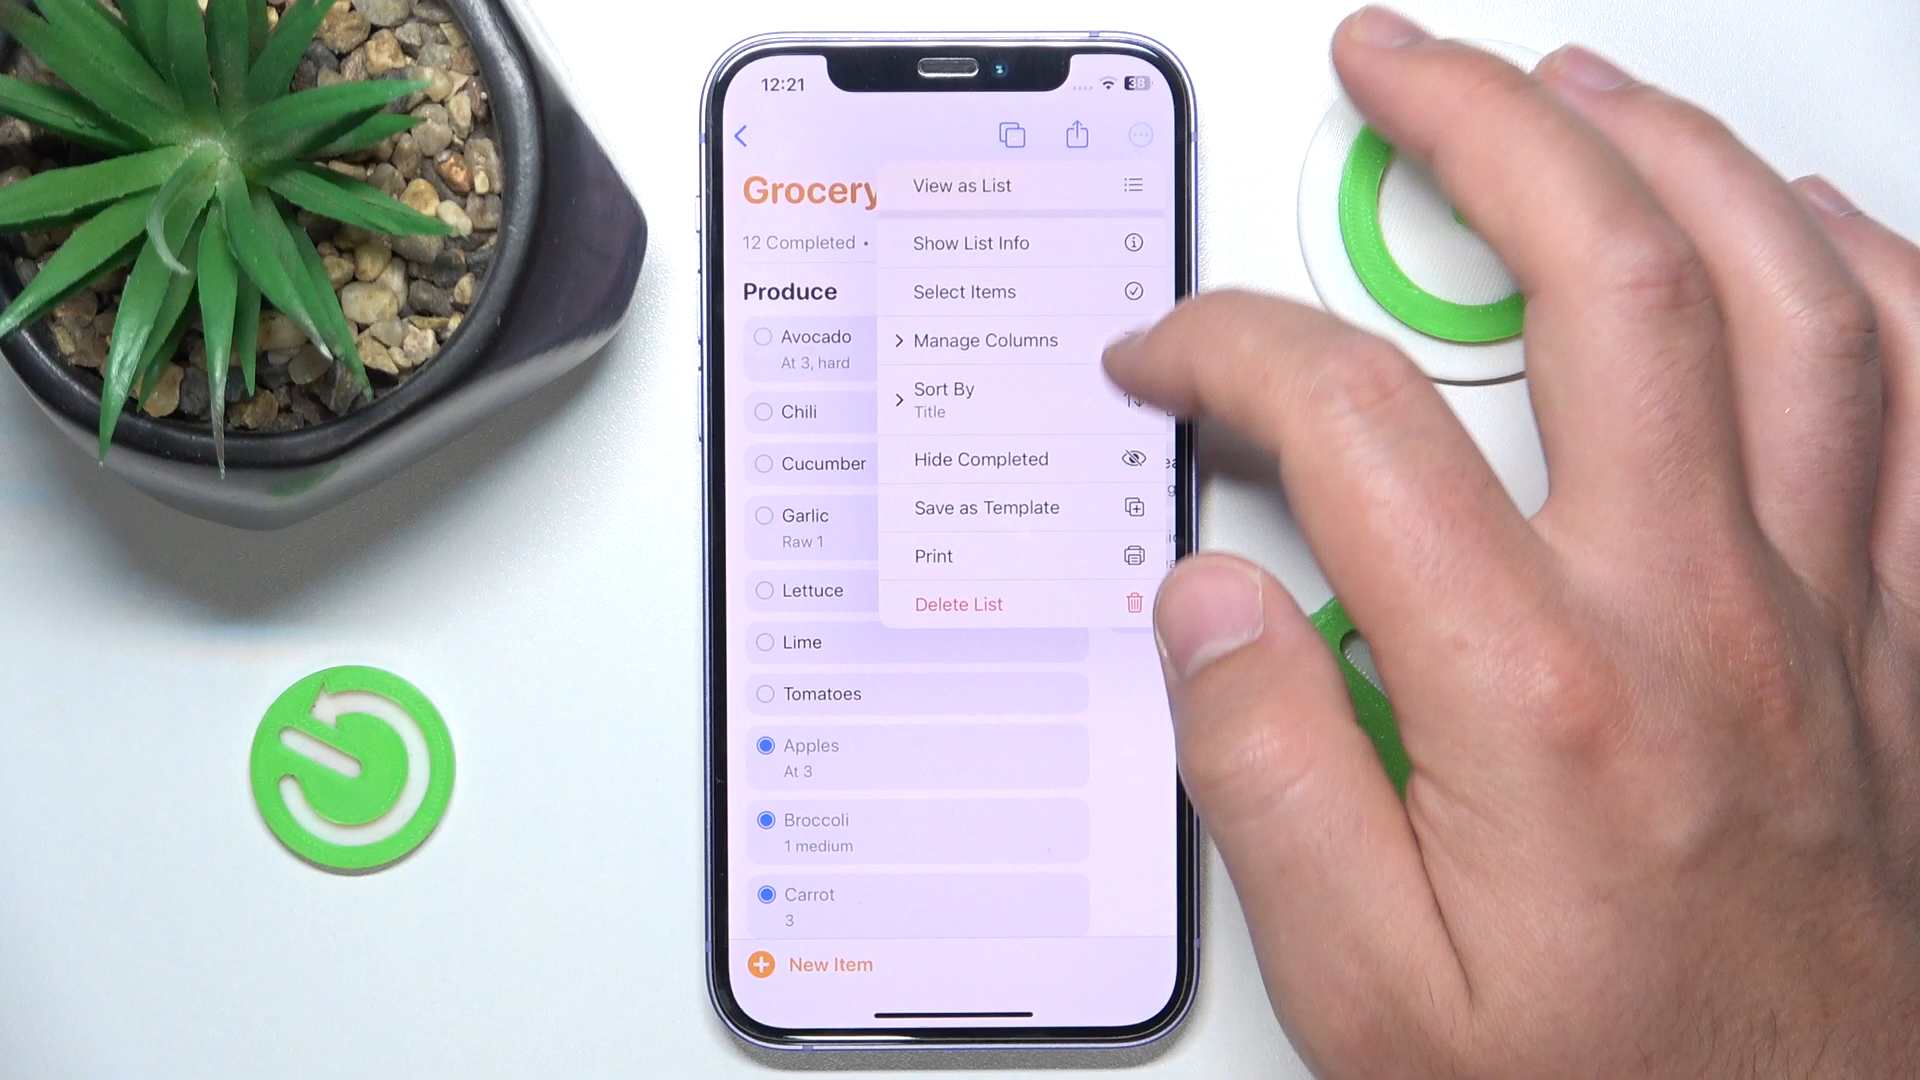 12:21
38
Grocery
12 Completed •
Produce
Avocado
At 3, hard
Chili
Cucumber
Garlic
Raw 1
Lettuce
Lime
Tomatoes
Apples
At 3
Broccoli
1 medium
Carrot
3
New Item
View as List
Show List Info
Select Items
Manage Columns
Sort By
Title
Hide Completed
Save as Template
Print
Delete List